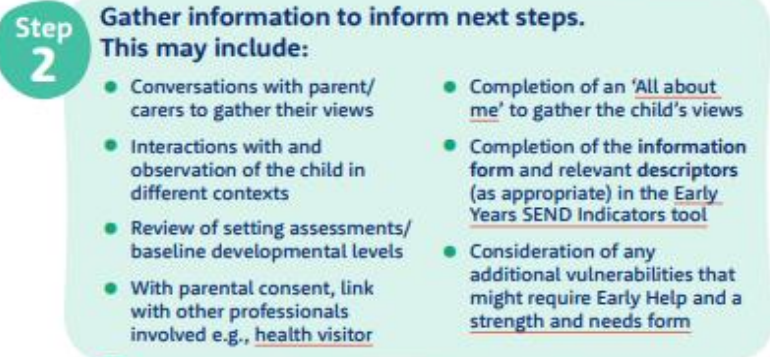 Step
2
Gather information to inform next steps.
This may include:
• Conversations with parent/
carers to gather their views
• Interactions with and
observation of the child in
different contexts
• Review of setting assessments/
baseline developmental levels
• With parental consent, link
with other professionals
involved e.g., health visitor
• Completion of an ‘All about
me’ to gather the child’s views
• Completion of the information
form and relevant descriptors
(as appropriate) in the Early
Years SEND Indicators tool
• Consideration of any
additional vulnerabilities that
might require Early Help and a
strength and needs form